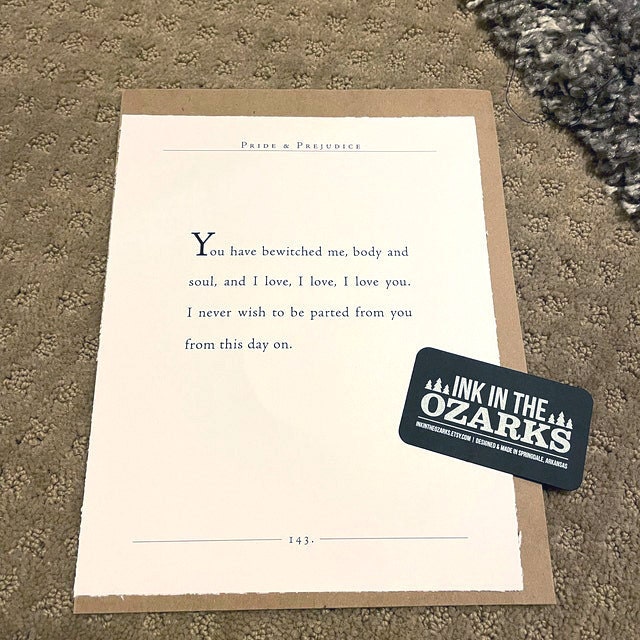 PRIDE & PREJUDICE
You have bewitched me, body and
soul, and I love, I love, I love you.
I never wish to be parted from you
from this day on.
143.
INK IN THE
OZARKS
INKINTHEOZARKS.ETSY.COM | DESIGNED & MADE IN SPRINGDALE, ARKANSAS